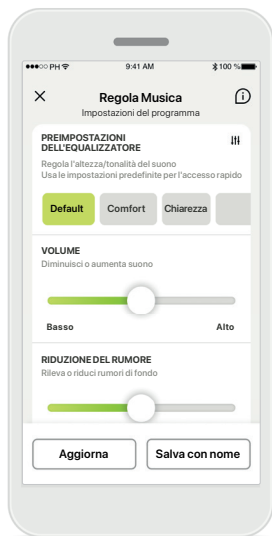 PH 9:41 AM 100 %
Regola Musica
Impostazioni del programma
PREIMPOSTAZIONI
DELL'EQUALIZZATORE
Regola l'altezza/tonalità del suono
Usa le impostazioni predefinite per l'accesso rapido
Default Comfort Chiarezza
VOLUME
Diminuisci o aumenta suono
Basso Alto
RIDUZIONE DEL RUMORE
Rileva o riduci rumori di fondo
Aggiorna Salva con nome